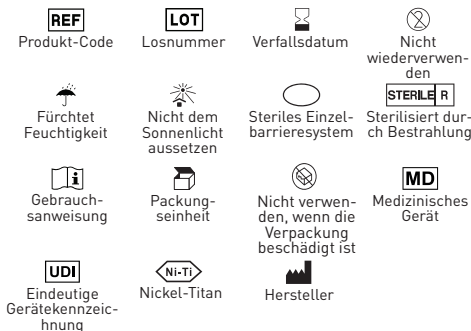 REF
LOT
2
Produkt-Code
Losnummer
Verfallsdatum
Nicht
wiederverwen-
den
STERILE R
Fürchtet
Feuchtigkeit
Nicht dem
Sonnenlicht
aussetzen
Steriles Einzel-
barrieresystem
Sterilisiert dur-
ch Bestrahlung
i
MD
Gebrauch-
sanweisung
Packung-
seinheit
Nicht verwen-
den, wenn die
Verpackung
beschädigt ist
Medizinisches
Gerät
UDI
Ni-Ti
Eindeutige
Gerätekennzeic-
hnung
Nickel-Titan
Hersteller